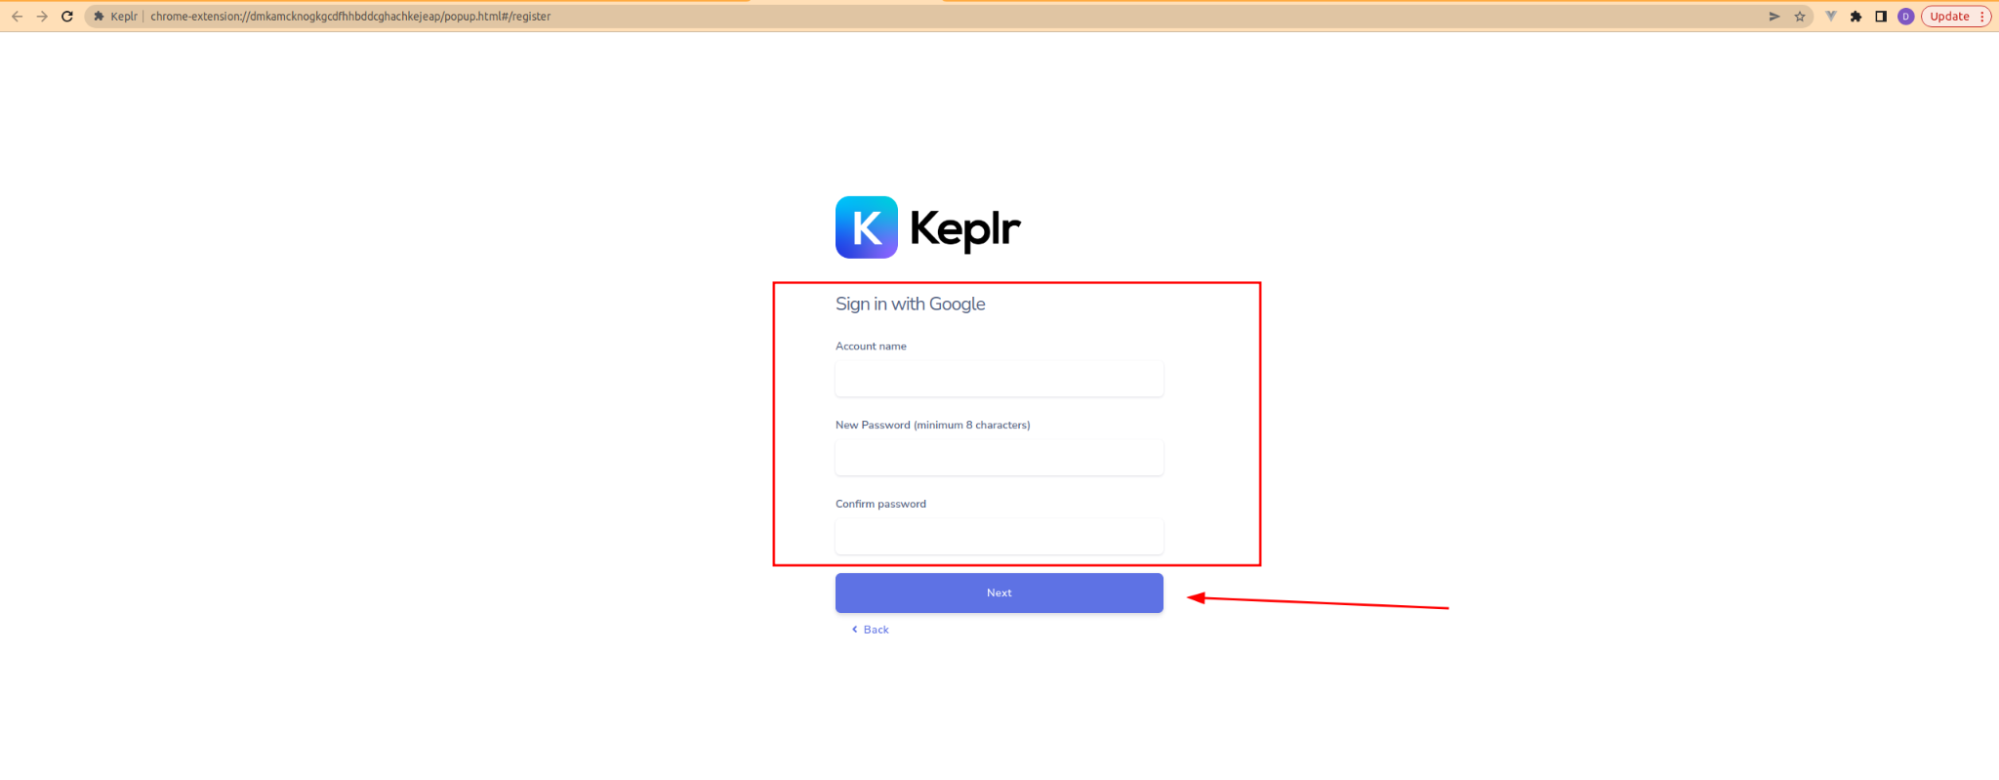 Keplr | chrome-extension://dmkamcknogkgcdfhhbddcghachkejeap/popup.html#/register
D
Update
K Keplr
Sign in with Google
Account name
New Password (minimum 8 characters)
Confirm password
Next
Back